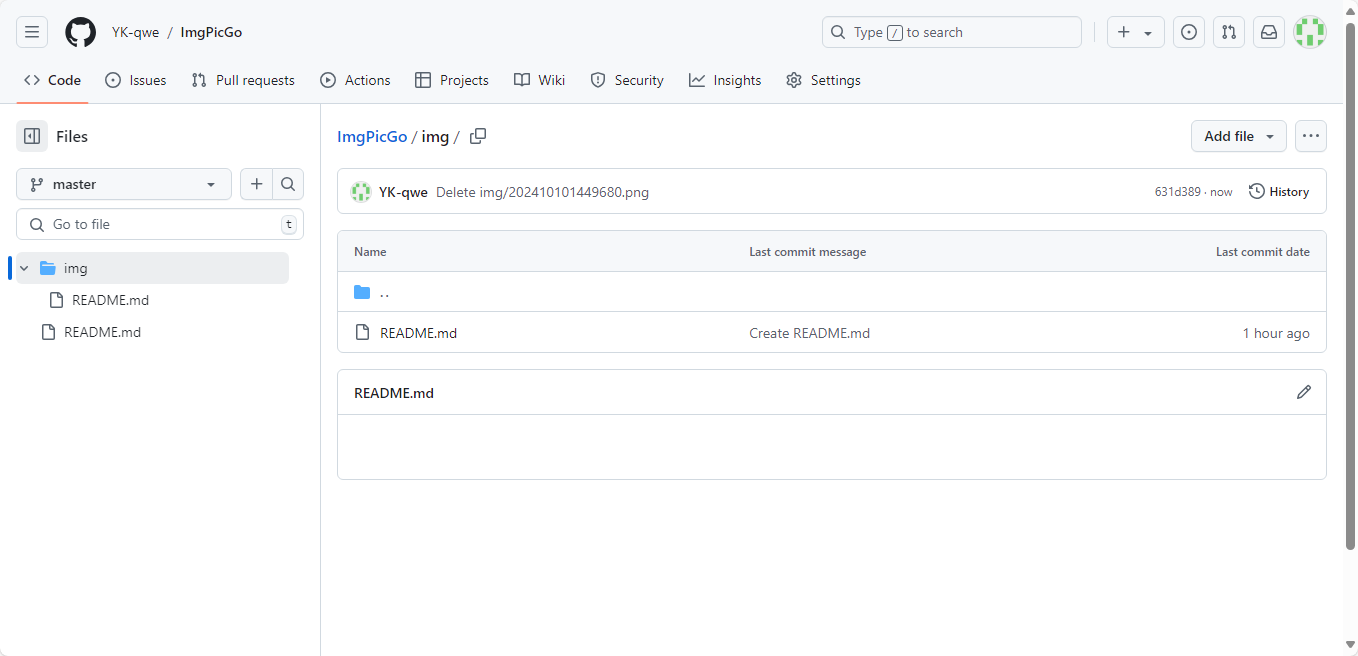 YK-qwe / ImgPicGo
Type / to search
Code Issues Pull requests Actions Projects Wiki Security Insights Settings
Files
master
Go to file t
img
README.md
README.md
ImgPicGo / img /
Add file
YK-qwe Delete img/202410101449680.png 631d389 · now History
Name Last commit message Last commit date
..
README.md Create README.md 1 hour ago
README.md